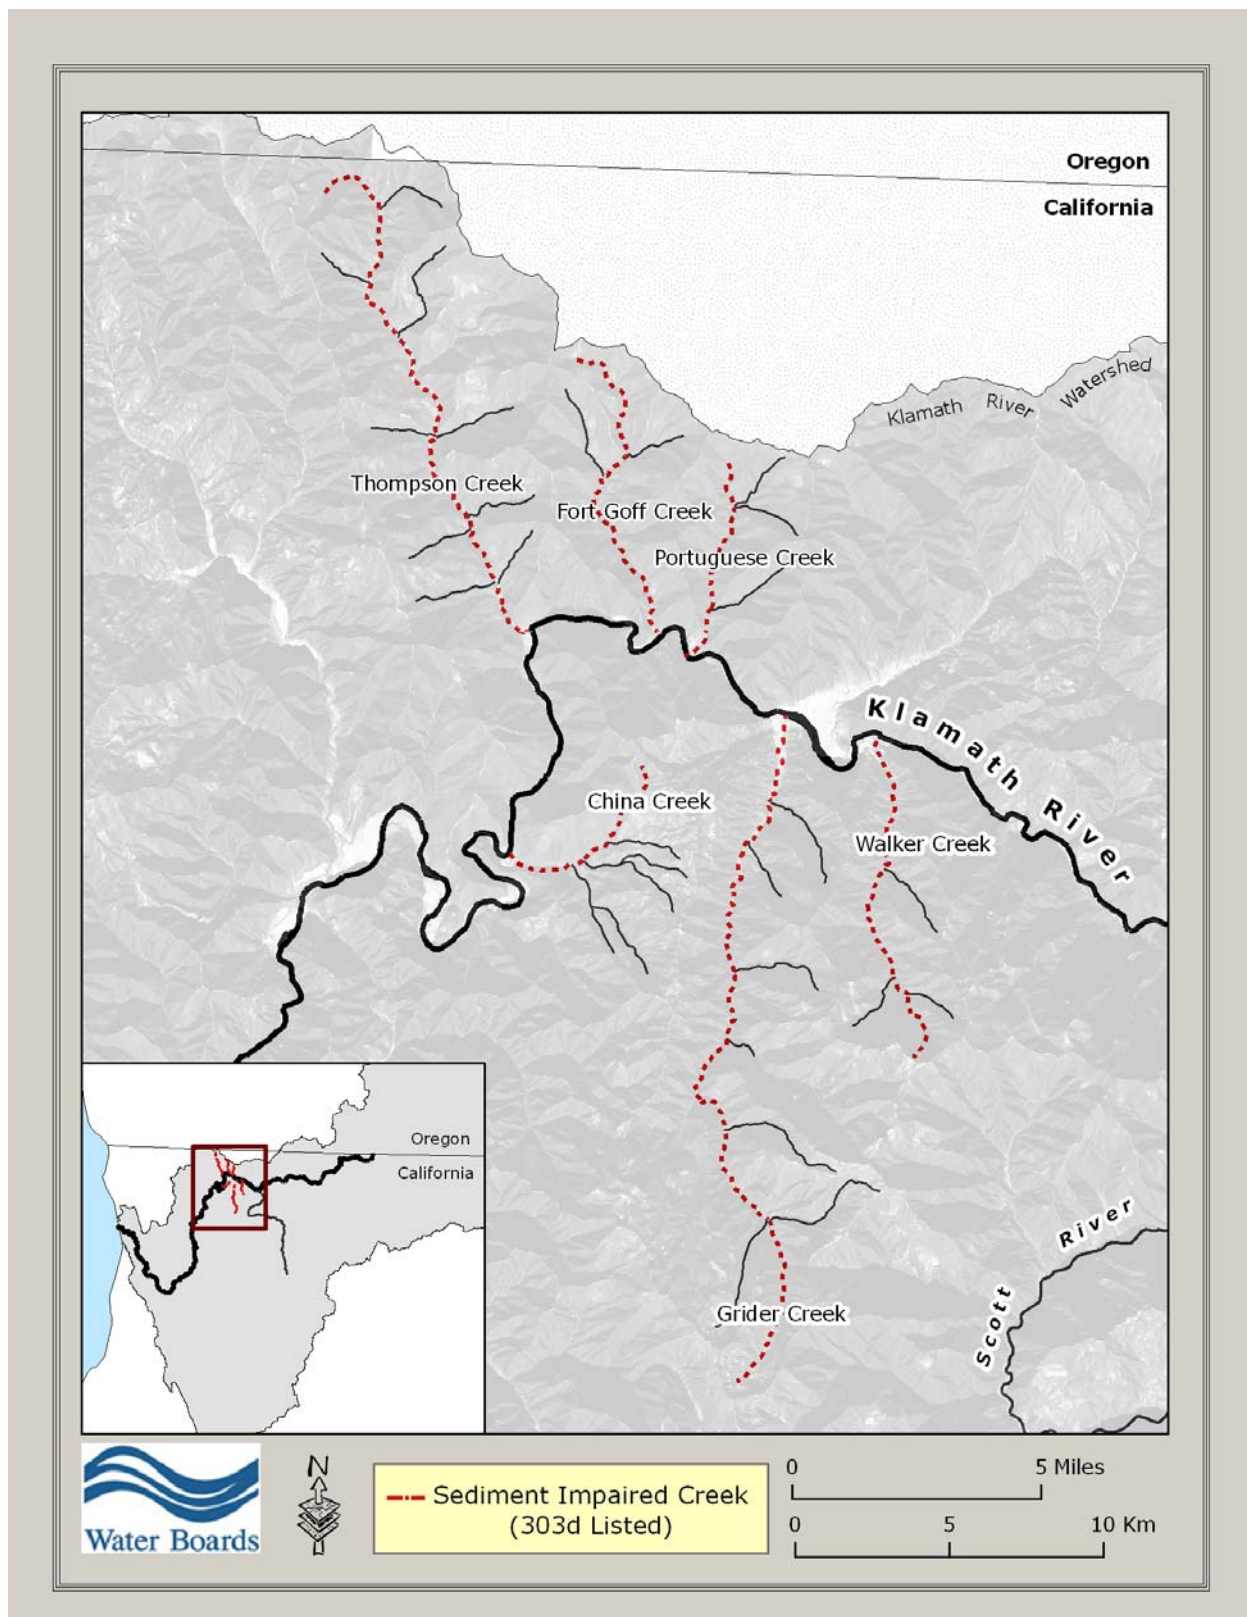 Oregon
California
Klamath River Watershed
Thompson Creek
Fort Goff Creek
Portuguese Creek
Klamath River
China Creek
Walker Creek
Grider Creek
Scott River
Oregon
California
Water Boards
N
Sediment Impaired Creek
(303d Listed)
0 5 Miles
0 5 10 Km